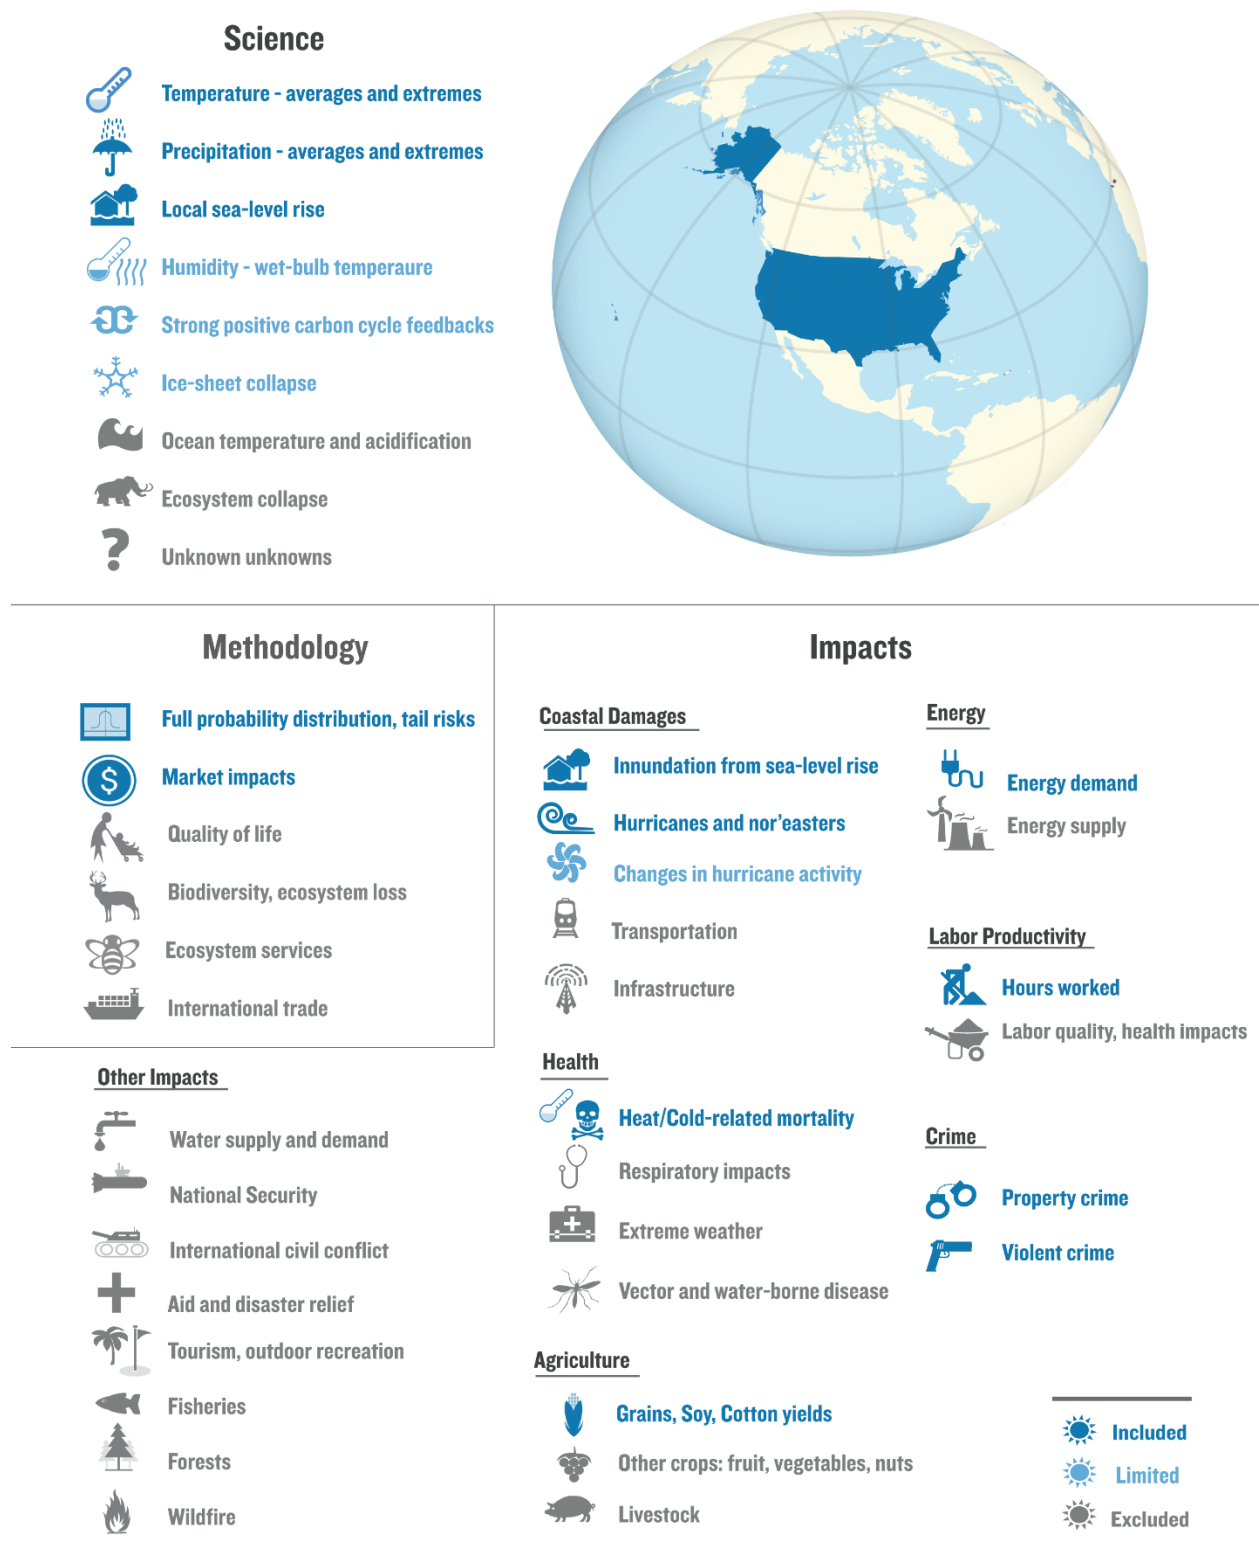 Science
Temperature - averages and extremes
Precipitation - averages and extremes
Local sea-level rise
Humidity - wet-bulb temperaure
Strong positive carbon cycle feedbacks
Ice-sheet collapse
Ocean temperature and acidification
Ecosystem collapse
?
Unknown unknowns
Methodology
Full probability distribution, tail risks
$
Market impacts
Quality of life
Biodiversity, ecosystem loss
Ecosystem services
International trade
Other Impacts
Water supply and demand
National Security
International civil conflict
Aid and disaster relief
Tourism, outdoor recreation
Fisheries
Forests
Wildfire
Impacts
Coastal Damages
Innundation from sea-level rise
Hurricanes and nor'easters
Changes in hurricane activity
Transportation
Infrastructure
Health
Heat/Cold-related mortality
Respiratory impacts
Extreme weather
Vector and water-borne disease
Agriculture
Grains, Soy, Cotton yields
Other crops: fruit, vegetables, nuts
Livestock
Energy
Energy demand
Energy supply
Labor Productivity
Hours worked
Labor quality, health impacts
Crime
Property crime
Violent crime
Included
Limited
Excluded